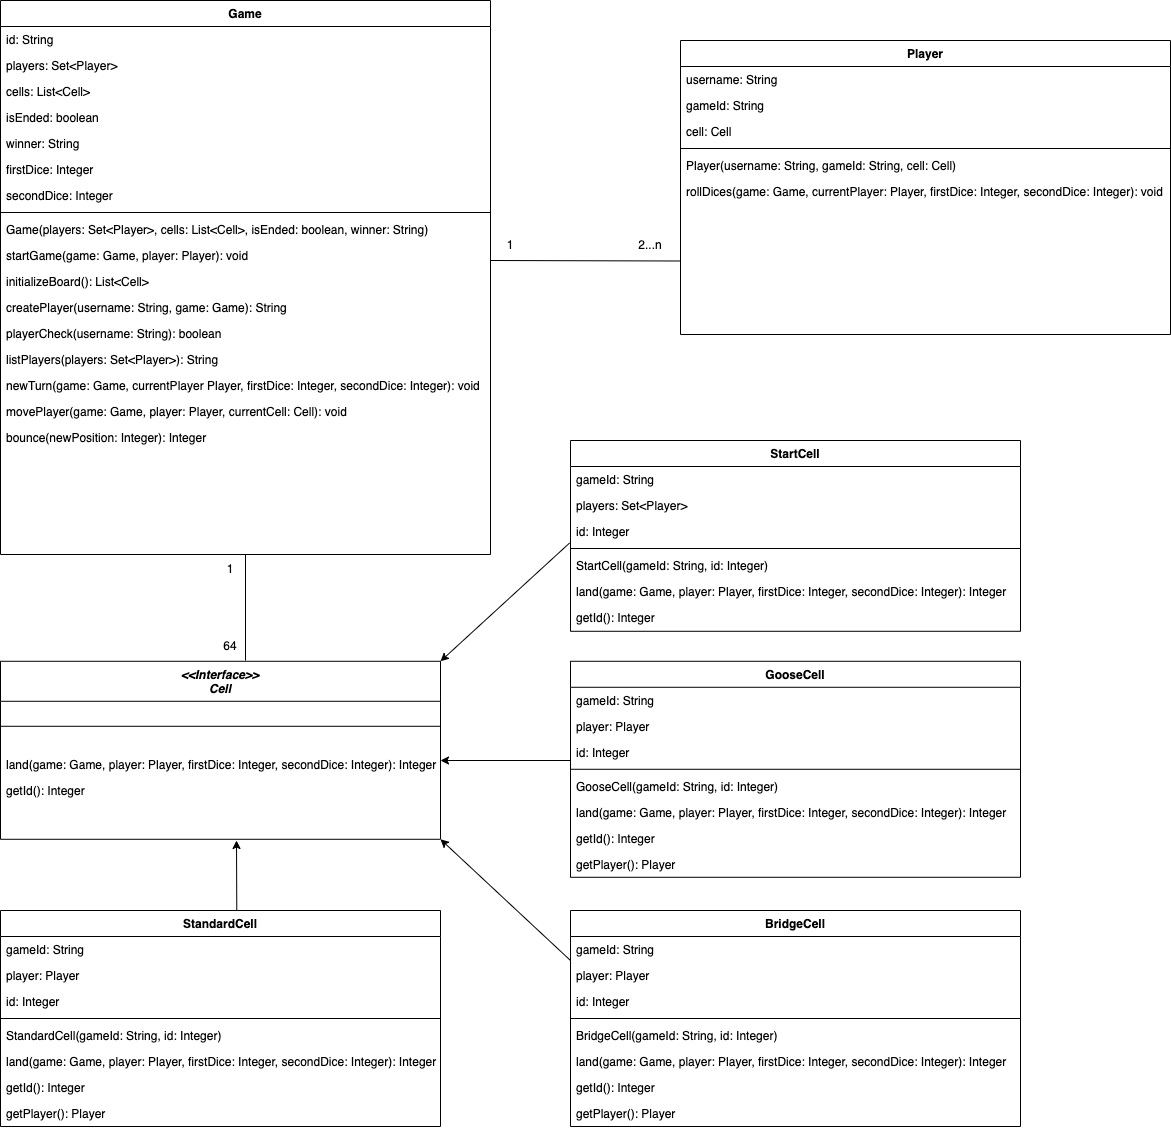 Game
id: String
players: Set<Player>
cells: List<Cell>
isEnded: boolean
winner: String
firstDice: Integer
secondDice: Integer
Game(players: Set<Player>, cells: List<Cell>, isEnded: boolean, winner: String)
startGame(game: Game, player: Player): void
initializeBoard(): List<Cell>
createPlayer(username: String, game: Game): String
playerCheck(username: String): boolean
listPlayers(players: Set<Player>): String
newTurn(game: Game, currentPlayer Player, firstDice: Integer, secondDice: Integer): void
movePlayer(game: Game, player: Player, currentCell: Cell): void
bounce(newPosition: Integer): Integer
Player
username: String
gameId: String
cell: Cell
Player(username: String, gameId: String, cell: Cell)
rollDices(game: Game, currentPlayer: Player, firstDice: Integer, secondDice: Integer): void
1
2...n
1
64
StartCell
gameId: String
players: Set<Player>
id: Integer
StartCell(gameId: String, id: Integer)
land(game: Game, player: Player, firstDice: Integer, secondDice: Integer): Integer
getId(): Integer
<<Interface>>
Cell
land(game: Game, player: Player, firstDice: Integer, secondDice: Integer): Integer
getId(): Integer
GooseCell
gameId: String
player: Player
id: Integer
GooseCell(gameId: String, id: Integer)
land(game: Game, player: Player, firstDice: Integer, secondDice: Integer): Integer
getId(): Integer
getPlayer(): Player
StandardCell
gameId: String
player: Player
id: Integer
StandardCell(gameId: String, id: Integer)
land(game: Game, player: Player, firstDice: Integer, secondDice: Integer): Integer
getId(): Integer
getPlayer(): Player
BridgeCell
gameId: String
player: Player
id: Integer
BridgeCell(gameId: String, id: Integer)
land(game: Game, player: Player, firstDice: Integer, secondDice: Integer): Integer
getId(): Integer
getPlayer(): Player